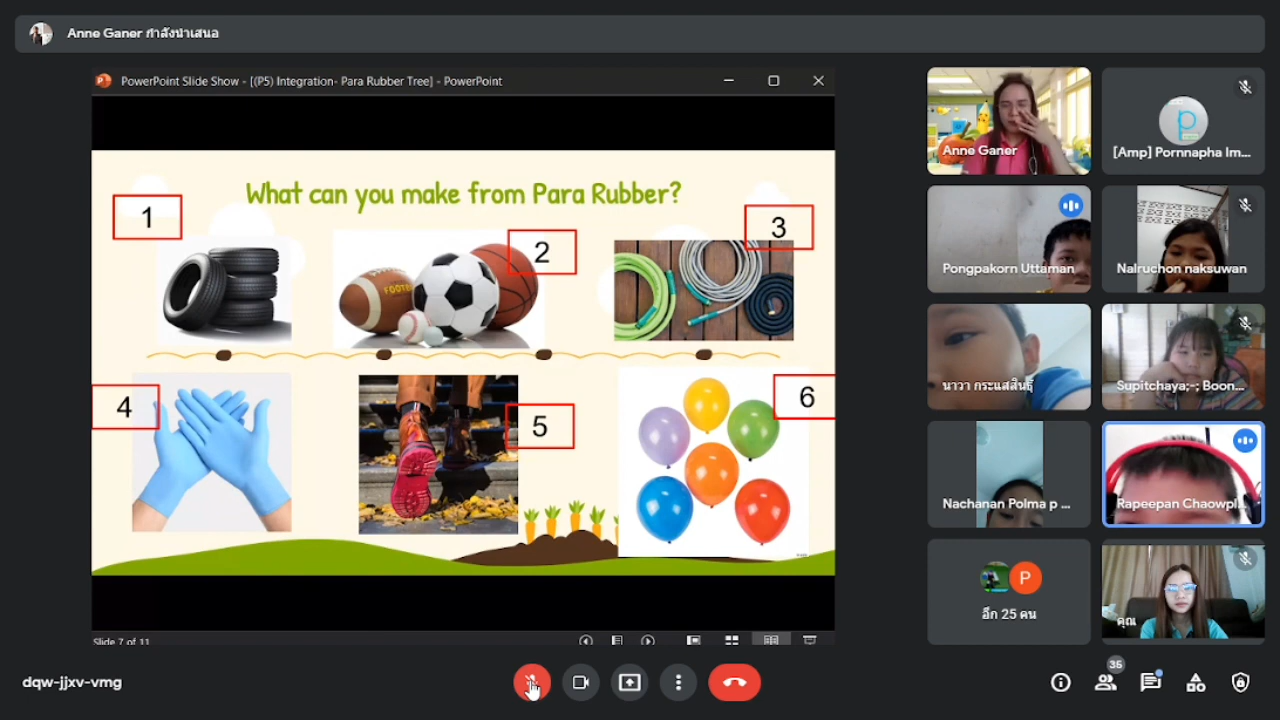 Anne Ganer กำลังนำเสนอ
PowerPoint Slide Show - [(P5) Integration- Para Rubber Tree] - PowerPoint
What can you make from Para Rubber?
1
2
3
FOOTB
4
5
6
Slide 7 of 11
Anne Ganer
[Amp] Pornnapha Im...
Pongpakorn Uttaman
Nalruchon naksuwan
นาวา กระแสสินธุ์
Supitchaya;-; Boon...
Nachanan Polma p ...
Rapeepan Chaowpl...
P
อีก 25 คน
คุณ
dqw-jjxv-vmg
35